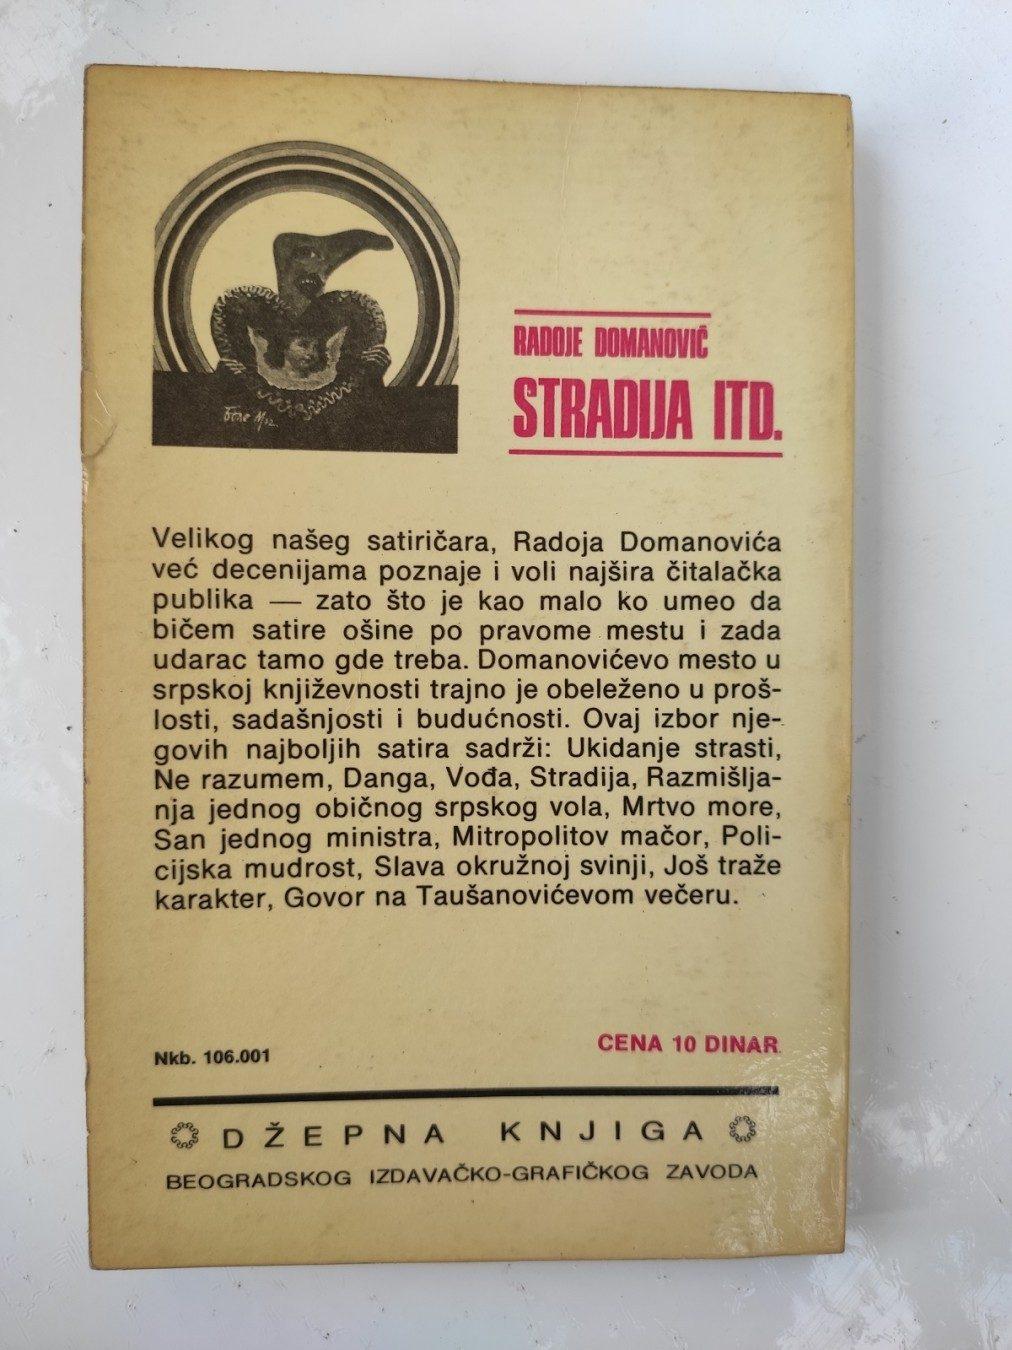 RADOJE DOMANOVIĆ
STRADIJA ITD.
Velikog našeg satiričara, Radoja Domanovića
već decenijama poznaje i voli najšira čitalačka
publika — zato što je kao malo ko umeo da
bičem satire ošine po pravome mestu i zada
udarac tamo gde treba. Domanovićevo mesto u
srpskoj književnosti trajno je obeleženo u proš-
losti, sadašnjosti i budućnosti. Ovaj izbor nje-
govih najboljih satira sadrži: Ukidanje strasti,
Ne razumem, Danga, Vođa, Stradija, Razmišlja-
nja jednog običnog srpskog vola, Mrtvo more,
San jednog ministra, Mitropolitov mačor, Poli-
cijska mudrost, Slava okružnoj svinji, Još traže
karakter, Govor na Taušanovićevom večeru.
Nkb. 106.001
CENA 10 DINAR
DŽEPNA KNJIGA
BEOGRADSKOG IZDAVAČKO-GRAFIČKOG ZAVODA